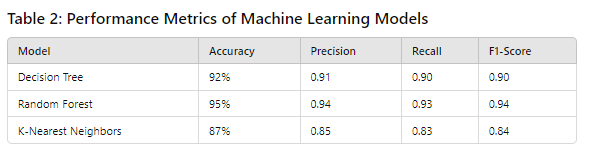 Table 2: Performance Metrics of Machine Learning Models
Model Accuracy Precision Recall F1-Score
Decision Tree 92% 0.91 0.90 0.90
Random Forest 95% 0.94 0.93 0.94
K-Nearest Neighbors 87% 0.85 0.83 0.84